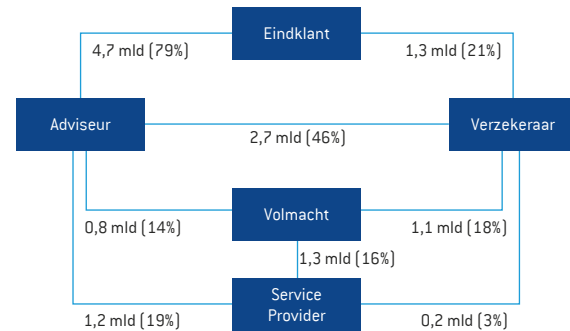 Eindklant
4,7 mld (79%)
1,3 mld (21%)
Adviseur
Verzekeraar
2,7 mld (46%)
Volmacht
0,8 mld (14%)
1,1 mld (18%)
1,3 mld (16%)
Service
Provider
1,2 mld (19%)
0,2 mld (3%)